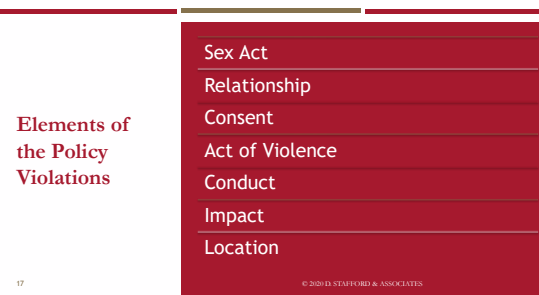 Elements of
the Policy
Violations
Sex Act
Relationship
Consent
Act of Violence
Conduct
Impact
Location
17
© 2020 D. STAFFORD & ASSOCIATES